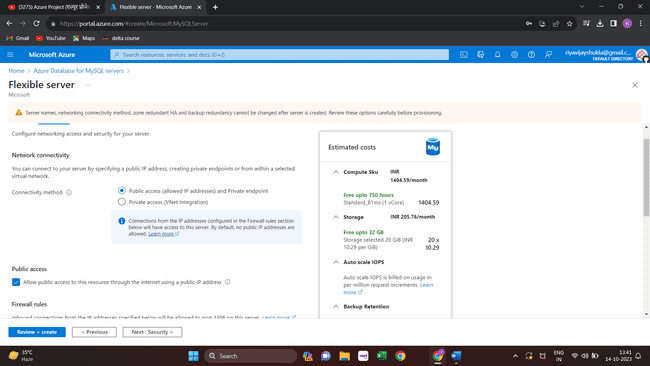 (3275) Azure Project
Flexible server - Microsoft Azure
https://portal.azure.com/#create/Microsoft.MySQLServer
Gmail
YouTube
Maps
delta course
Microsoft Azure
Search resources, services, and docs (G+/)
riyavijayshukla@gmail.c...
DEFAULT DIRECTORY
Home > Azure Database for MySQL servers >
Flexible server ...
Microsoft
Server names, networking connectivity method, zone redundant HA and backup redundancy cannot be changed after server is created. Review these options carefully before provisioning.
Configure networking access and security for your server.
Network connectivity
You can connect to your server by specifying a public IP address, creating private endpoints or from within a selected
virtual network.
Connectivity method
Public access (allowed IP addresses) and Private endpoint
Private access (VNet Integration)
Connections from the IP addresses configured in the Firewall rules section
below will have access to this server. By default, no public IP addresses are
allowed. Learn more
Public access
Allow public access to this resource through the internet using a public IP address
Firewall rules
Inbound connections from the IP addresses specified below will be allowed to port 3306 on this server. Learn more
Estimated costs
My
Compute Sku INR
1404.59/month
Free upto 750 hours
Standard_B1ms (1 vCore) 1404.59
Storage INR 205.76/month
Free upto 32 GB
Storage selected 20 GiB (INR 20 x
10.29 per GiB) 10.29
Auto scale IOPS
Auto scale IOPS is billed on usage in
per million request increments. Learn
more
Backup Retention
Review + create
< Previous
Next : Security >
35°C
Haze
Search
ENG
IN
13:41
14-10-2023